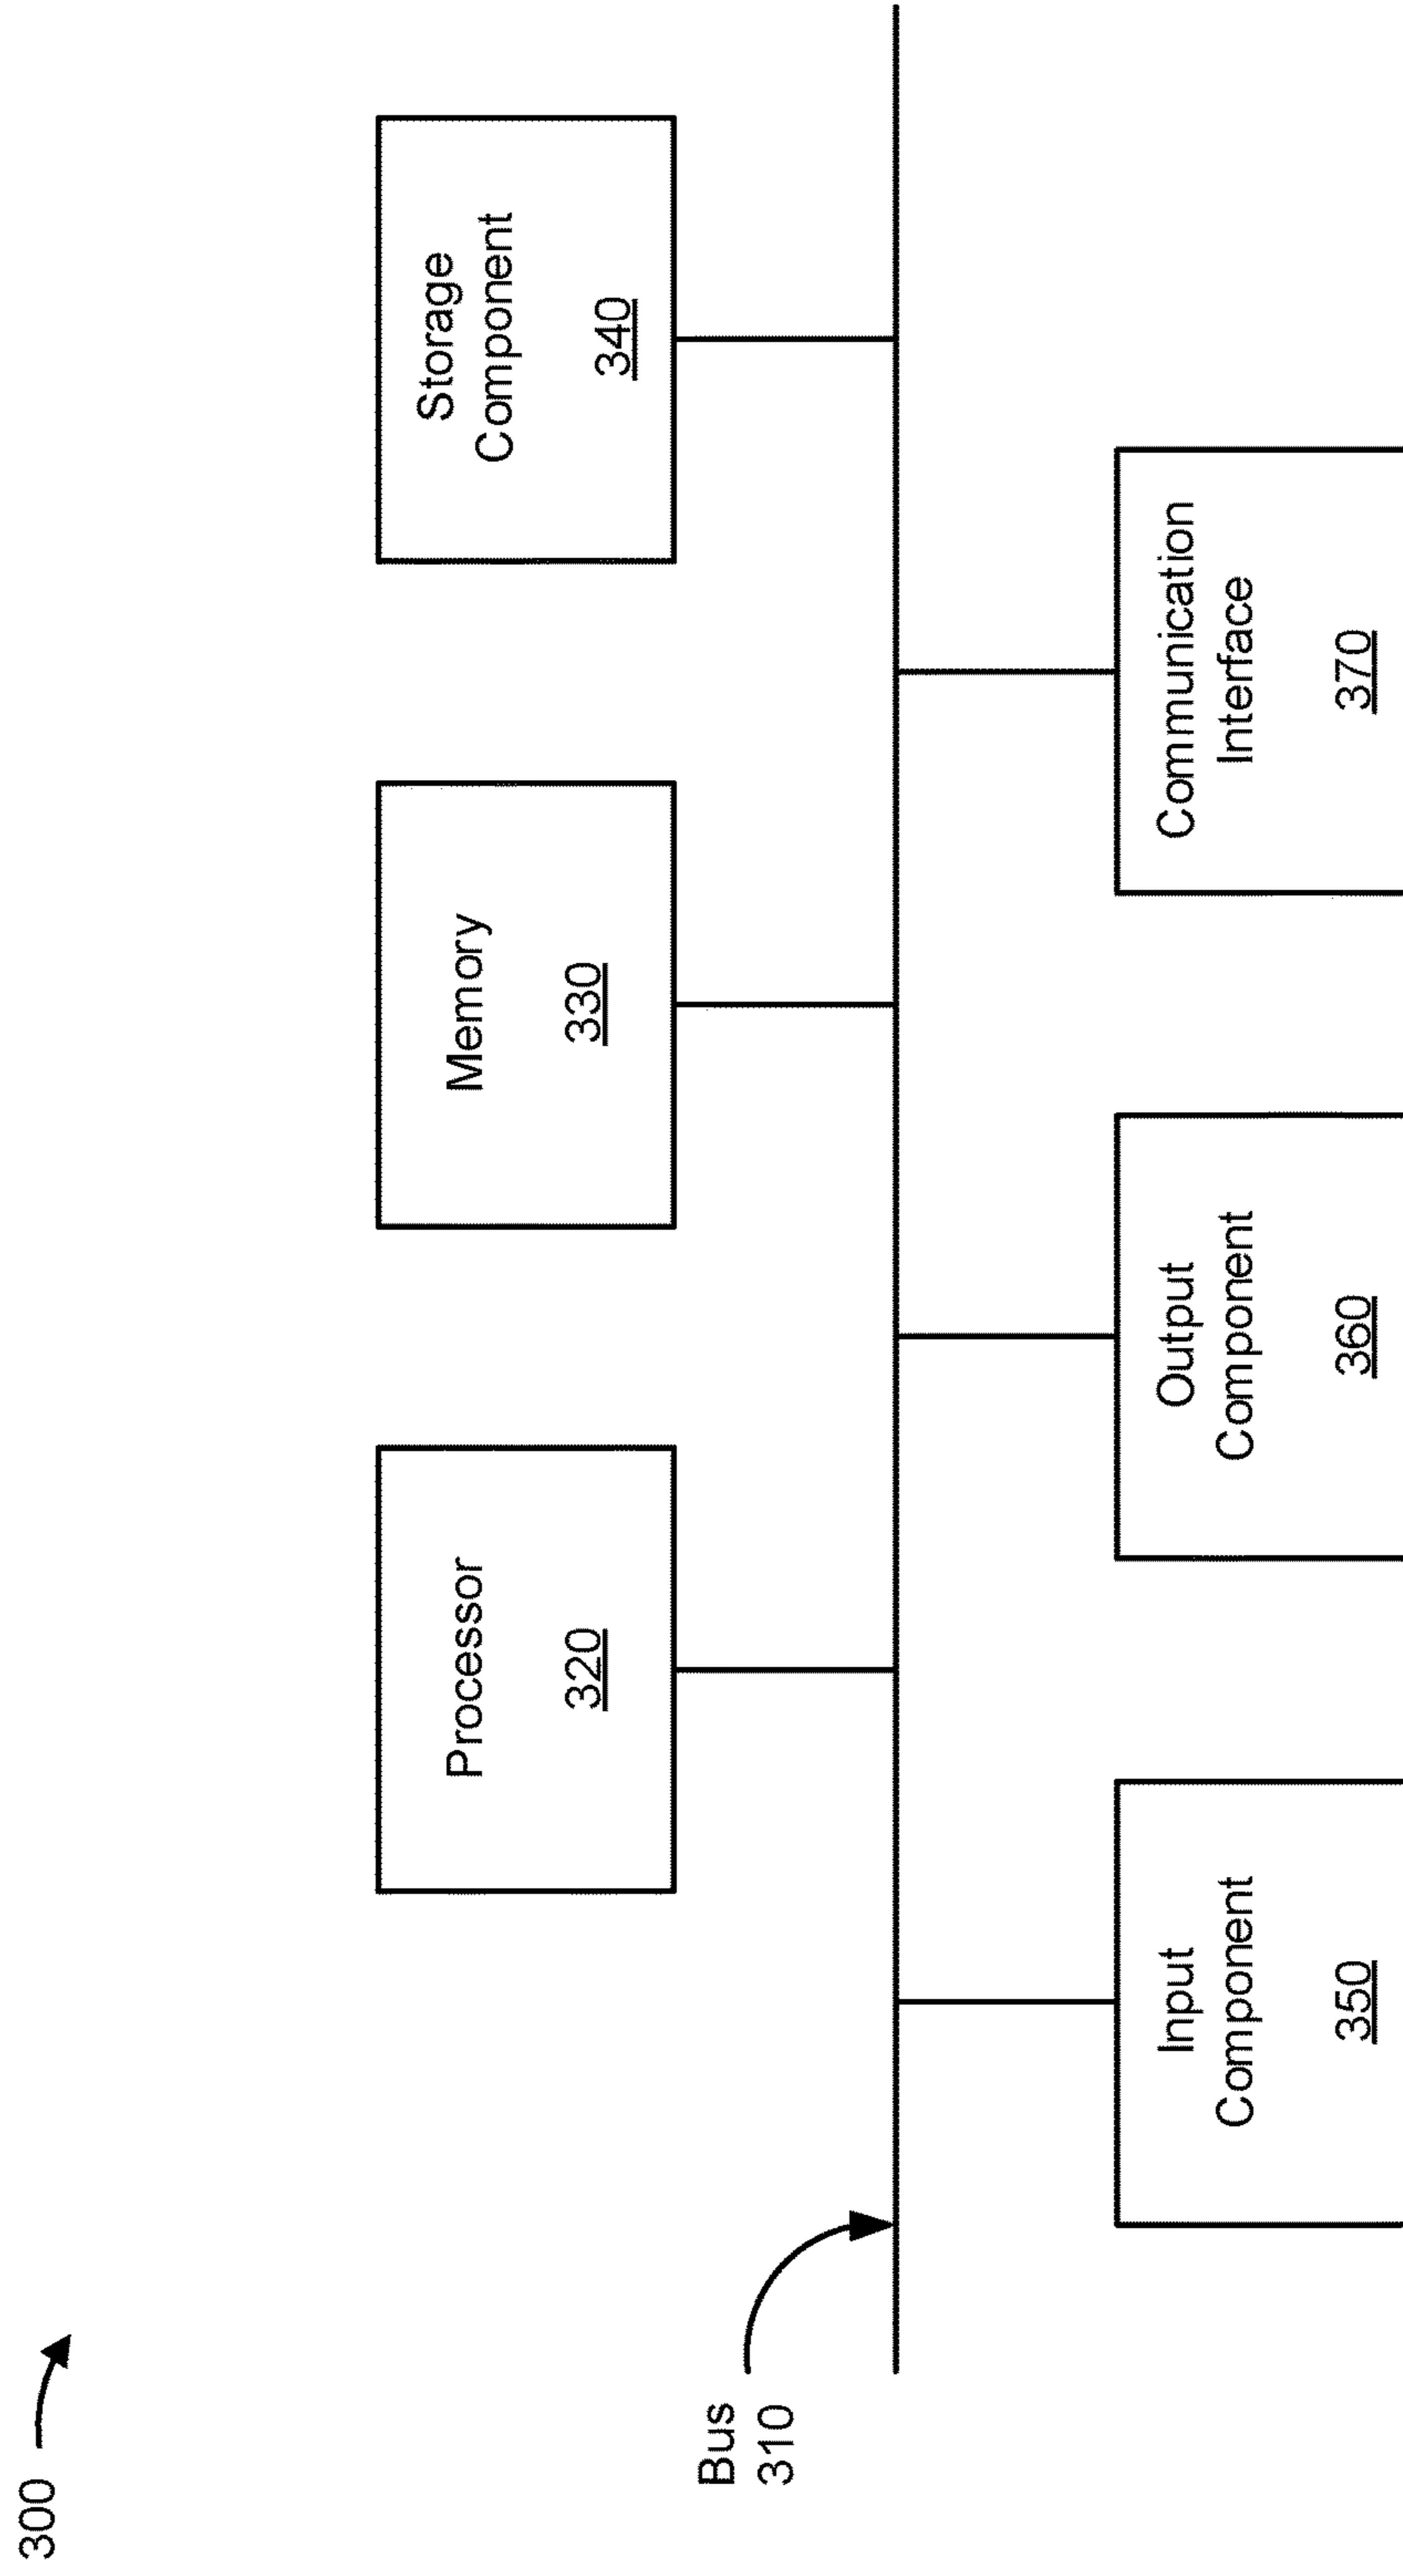 300
Processor
320
Memory
330
Storage
Component
340
Bus
310
Input
Component
350
Output
Component
360
Communication
Interface
370